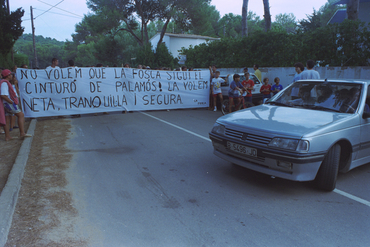 NO VOLEM QUE LA FOSCA SIGUI EL
CINTURÓ DE PALAMÓS! LA VOLEM
NETA, TRANQUIL·LA I SEGURA